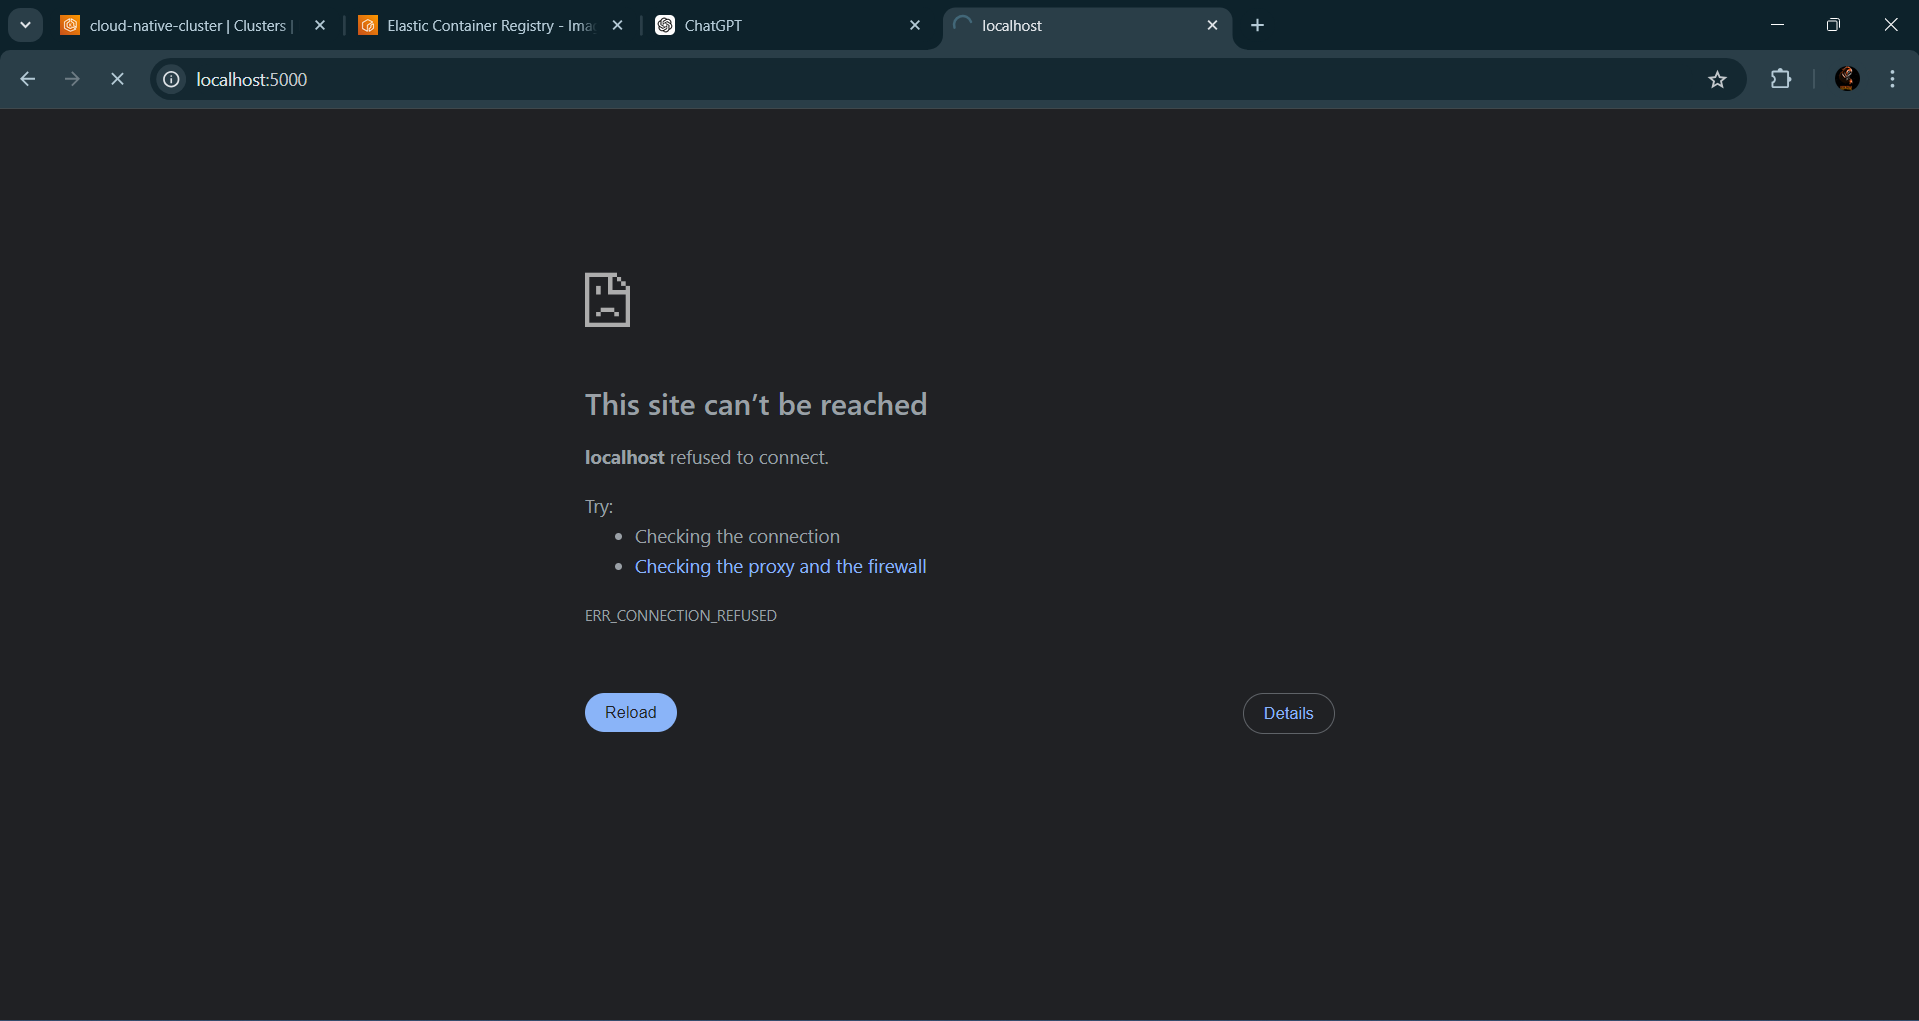 cloud-native-cluster | Clusters |
Elastic Container Registry - Ima
ChatGPT
localhost
localhost:5000
This site can’t be reached
localhost refused to connect.
Try:
Checking the connection
Checking the proxy and the firewall
ERR_CONNECTION_REFUSED
Reload
Details